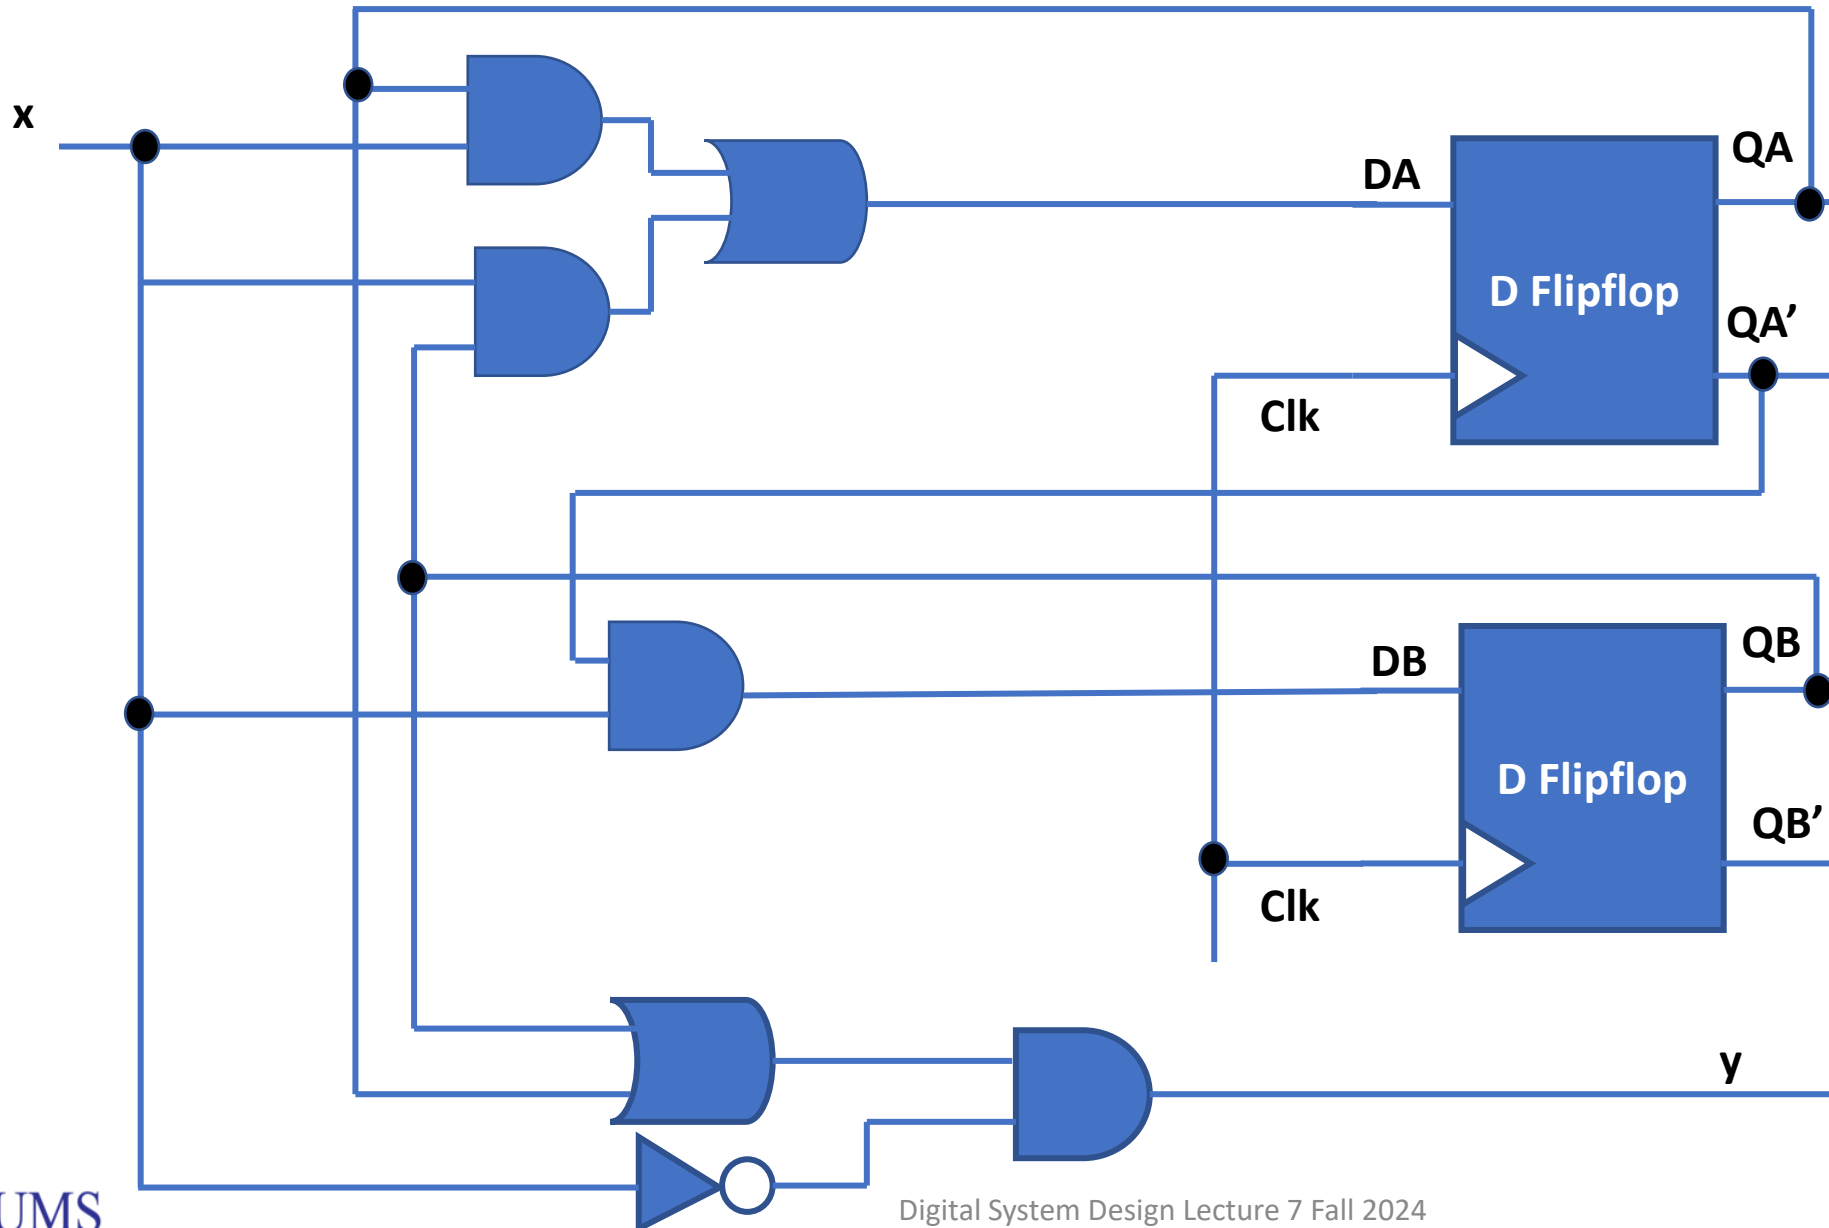 x
QA
DA
D Flipflop
QA’
Clk
QB
DB
D Flipflop
QB’
Clk
y
UMS
Digital System Design Lecture 7 Fall 2024